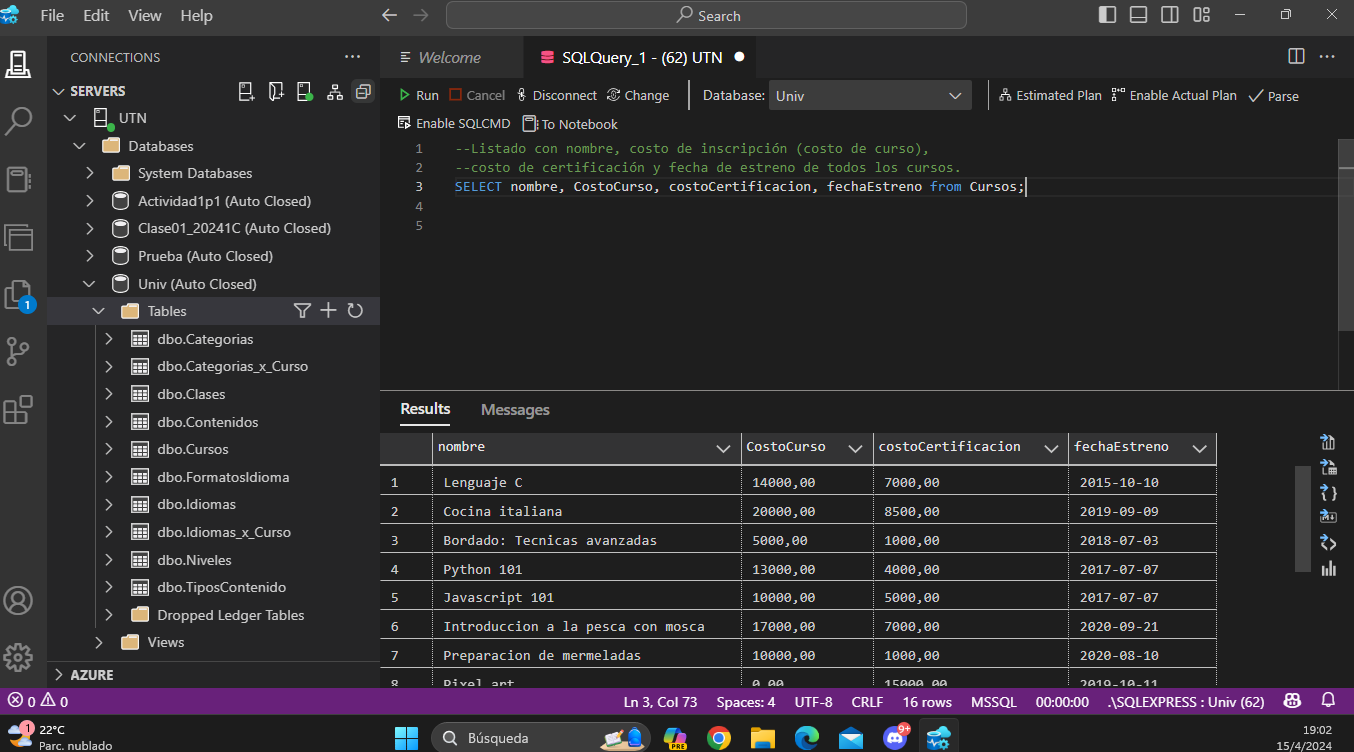 File Edit View Help
Search
CONNECTIONS
Welcome
SQLQuery_1 - (62) UTN
SERVERS
Run Cancel Disconnect Change Database: Univ Estimated Plan Enable Actual Plan Parse
Enable SQLCMD To Notebook
UTN
Databases
System Databases
Actividad1p1 (Auto Closed)
Clase01_20241C (Auto Closed)
Prueba (Auto Closed)
Univ (Auto Closed)
Tables
dbo.Categorias
dbo.Categorias_x_Curso
dbo.Clases
dbo.Contenidos
dbo.Cursos
dbo.FormatosIdioma
dbo.Idiomas
dbo.Idiomas_x_Curso
dbo.Niveles
dbo.TiposContenido
Dropped Ledger Tables
Views
AZURE
1
1 --Listado con nombre, costo de inscripción (costo de curso),
2 --costo de certificación y fecha de estreno de todos los cursos.
3 SELECT nombre, CostoCurso, costoCertificacion, fechaEstreno from Cursos;
4
5
Results Messages
nombre CostoCurso costoCertificacion fechaEstreno
1 Lenguaje C 14000,00 7000,00 2015-10-10
2 Cocina italiana 20000,00 8500,00 2019-09-09
3 Bordado: Tecnicas avanzadas 5000,00 1000,00 2018-07-03
4 Python 101 13000,00 4000,00 2017-07-07
5 Javascript 101 10000,00 5000,00 2017-07-07
6 Introduccion a la pesca con mosca 17000,00 7000,00 2020-09-21
7 Preparacion de mermeladas 10000,00 1000,00 2020-08-10
8 Pixel art 0,00 15000,00 2019-10-11
0 0 Ln 3, Col 73 Spaces: 4 UTF-8 CRLF 16 rows MSSQL 00:00:00 .\SQLEXPRESS : Univ (62)
1
22°C
Parc. nublado
Búsqueda
PRE
9+
19:02
15/4/2024